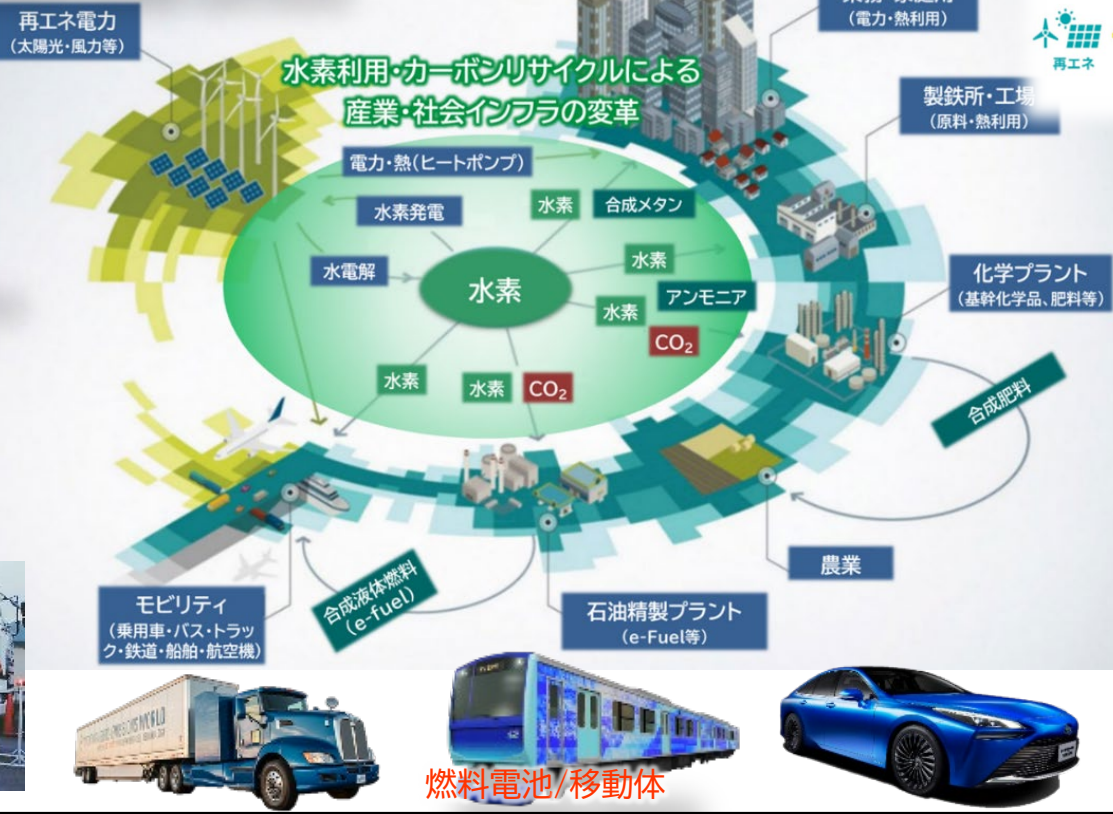 再エネ電力
(太陽光・風力等)
(電力・熱利用)
再エネ
水素利用・カーボンリサイクルによる
産業・社会インフラの変革
製鉄所・工場
(原料・熱利用)
電力・熱(ヒートポンプ)
水素発電
水素
合成メタン
水電解
水素
水素
化学プラント
(基幹化学品、肥料等)
アンモニア
水素
CO₂
水素
水素
CO₂
合成肥料
農業
合成液体燃料
(e-fuel)
モビリティ
(乗用車・バス・トラッ
ク・鉄道・船舶・航空機)
石油精製プラント
(e-Fuel等)
燃料電池/移動体